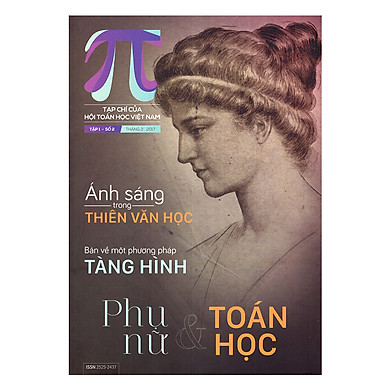 π
TẠP CHÍ CỦA
HỘI TOÁN HỌC VIỆT NAM
TẬP 1 - SỐ 2 THÁNG 2 - 2017
Ánh sáng
trong
THIÊN VĂN HỌC
Bàn về một phương pháp
TÀNG HÌNH
Phụ nữ & TOÁN HỌC
ISSN 2525-2437